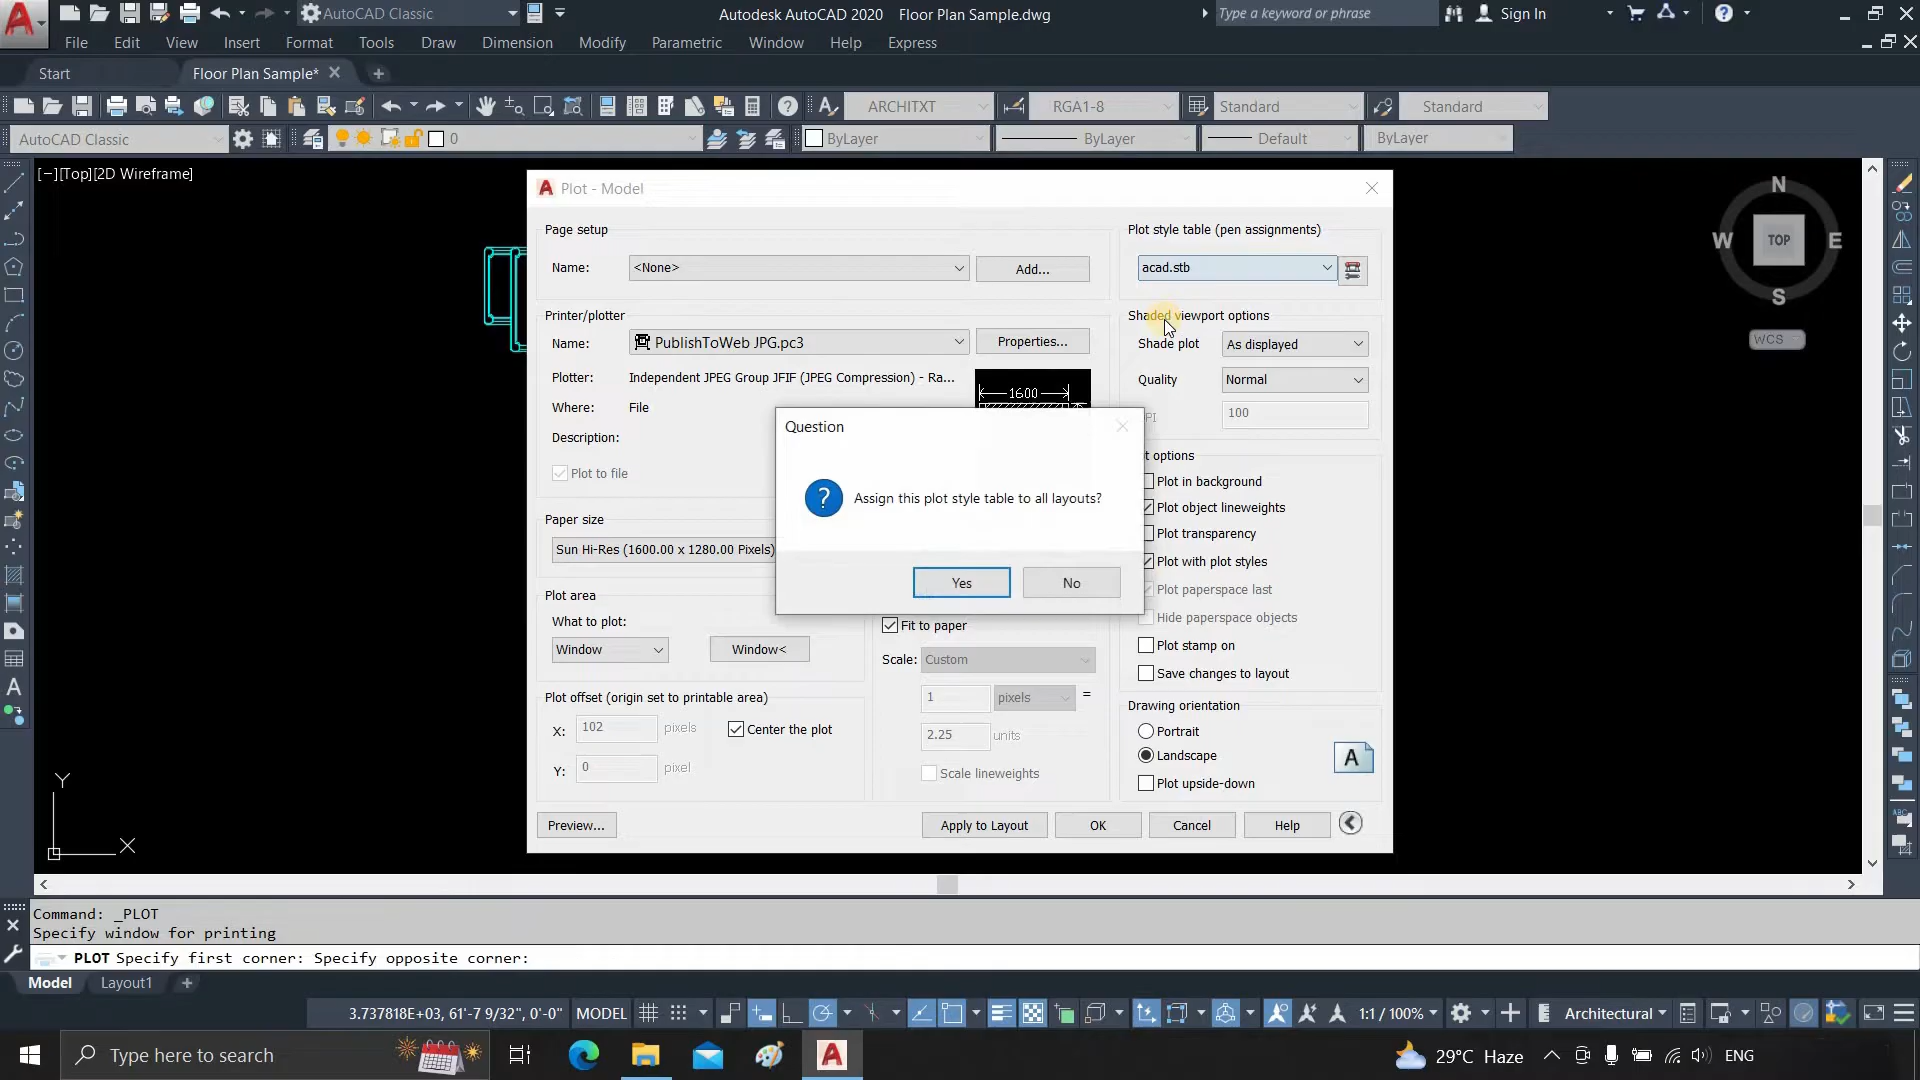 AutoCAD Classic
Autodesk AutoCAD 2020 Floor Plan Sample.dwg
Type a keyword or phrase
Sign In
File Edit View Insert Format Tools Draw Dimension Modify Parametric Window Help Express
Start
Floor Plan Sample*
ARCHITXT
RGA1-8
Standard
Standard
AutoCAD Classic
0
ByLayer
ByLayer
Default
ByLayer
[−][Top][2D Wireframe]
N
W TOP E
S
WCS
Plot - Model
Page setup
Name: <None>
Add...
Plot style table (pen assignments)
acad.stb
Printer/plotter
Name: PublishToWeb JPG.pc3
Properties...
Plotter: Independent JPEG Group JFIF (JPEG Compression) - Ra...
Where: File
Description:
Plot to file
1600
Shaded viewport options
Shade plot As displayed
Quality Normal
PI 100
Question
Assign this plot style table to all layouts?
Yes
No
Paper size
Sun Hi-Res (1600.00 x 1280.00 Pixels)
Plot area
What to plot:
Window
Window<
Fit to paper
Scale: Custom
1 pixels =
2.25 units
Scale lineweights
Plot offset (origin set to printable area)
X: 102 pixels
Center the plot
Y: 0 pixel
t options
Plot in background
Plot object lineweights
Plot transparency
Plot with plot styles
Plot paperspace last
Hide paperspace objects
Plot stamp on
Save changes to layout
Drawing orientation
Portrait
Landscape
Plot upside-down
A
Preview...
Apply to Layout
OK
Cancel
Help
Y
X
Command: _PLOT
Specify window for printing
PLOT Specify first corner: Specify opposite corner:
Model
Layout1
3.737818E+03, 61'-7 9/32", 0'-0"
MODEL
1:1 / 100%
Architectural
Type here to search
29°C Haze
ENG